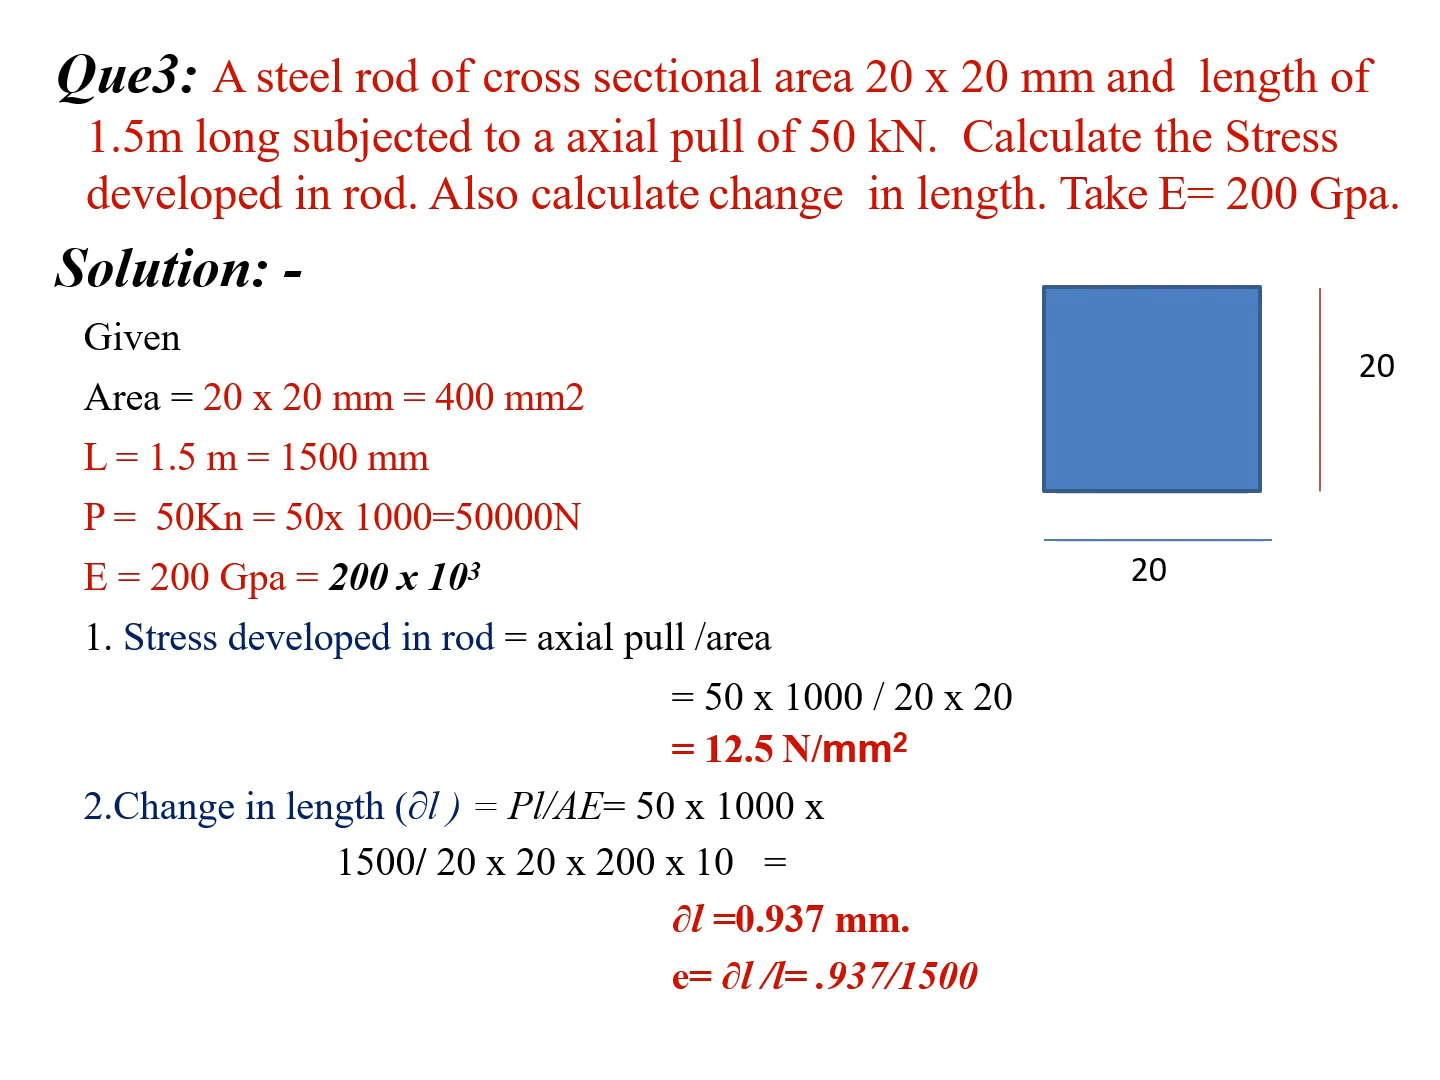 Que3: A steel rod of cross sectional area 20 x 20 mm and length of
1.5m long subjected to a axial pull of 50 kN. Calculate the Stress
developed in rod. Also calculate change in length. Take E= 200 Gpa.
Solution: -
Given
Area = 20 x 20 mm = 400 mm2
L = 1.5 m = 1500 mm
P = 50Kn = 50x 1000=50000N
E = 200 Gpa = 200 x 10³
1. Stress developed in rod = axial pull /area
= 50 x 1000 / 20 x 20
= 12.5 N/mm²
2.Change in length (∂l ) = Pl/AE= 50 x 1000 x
1500/ 20 x 20 x 200 x 10 =
∂l =0.937 mm.
e= ∂l /l= .937/1500
20
20